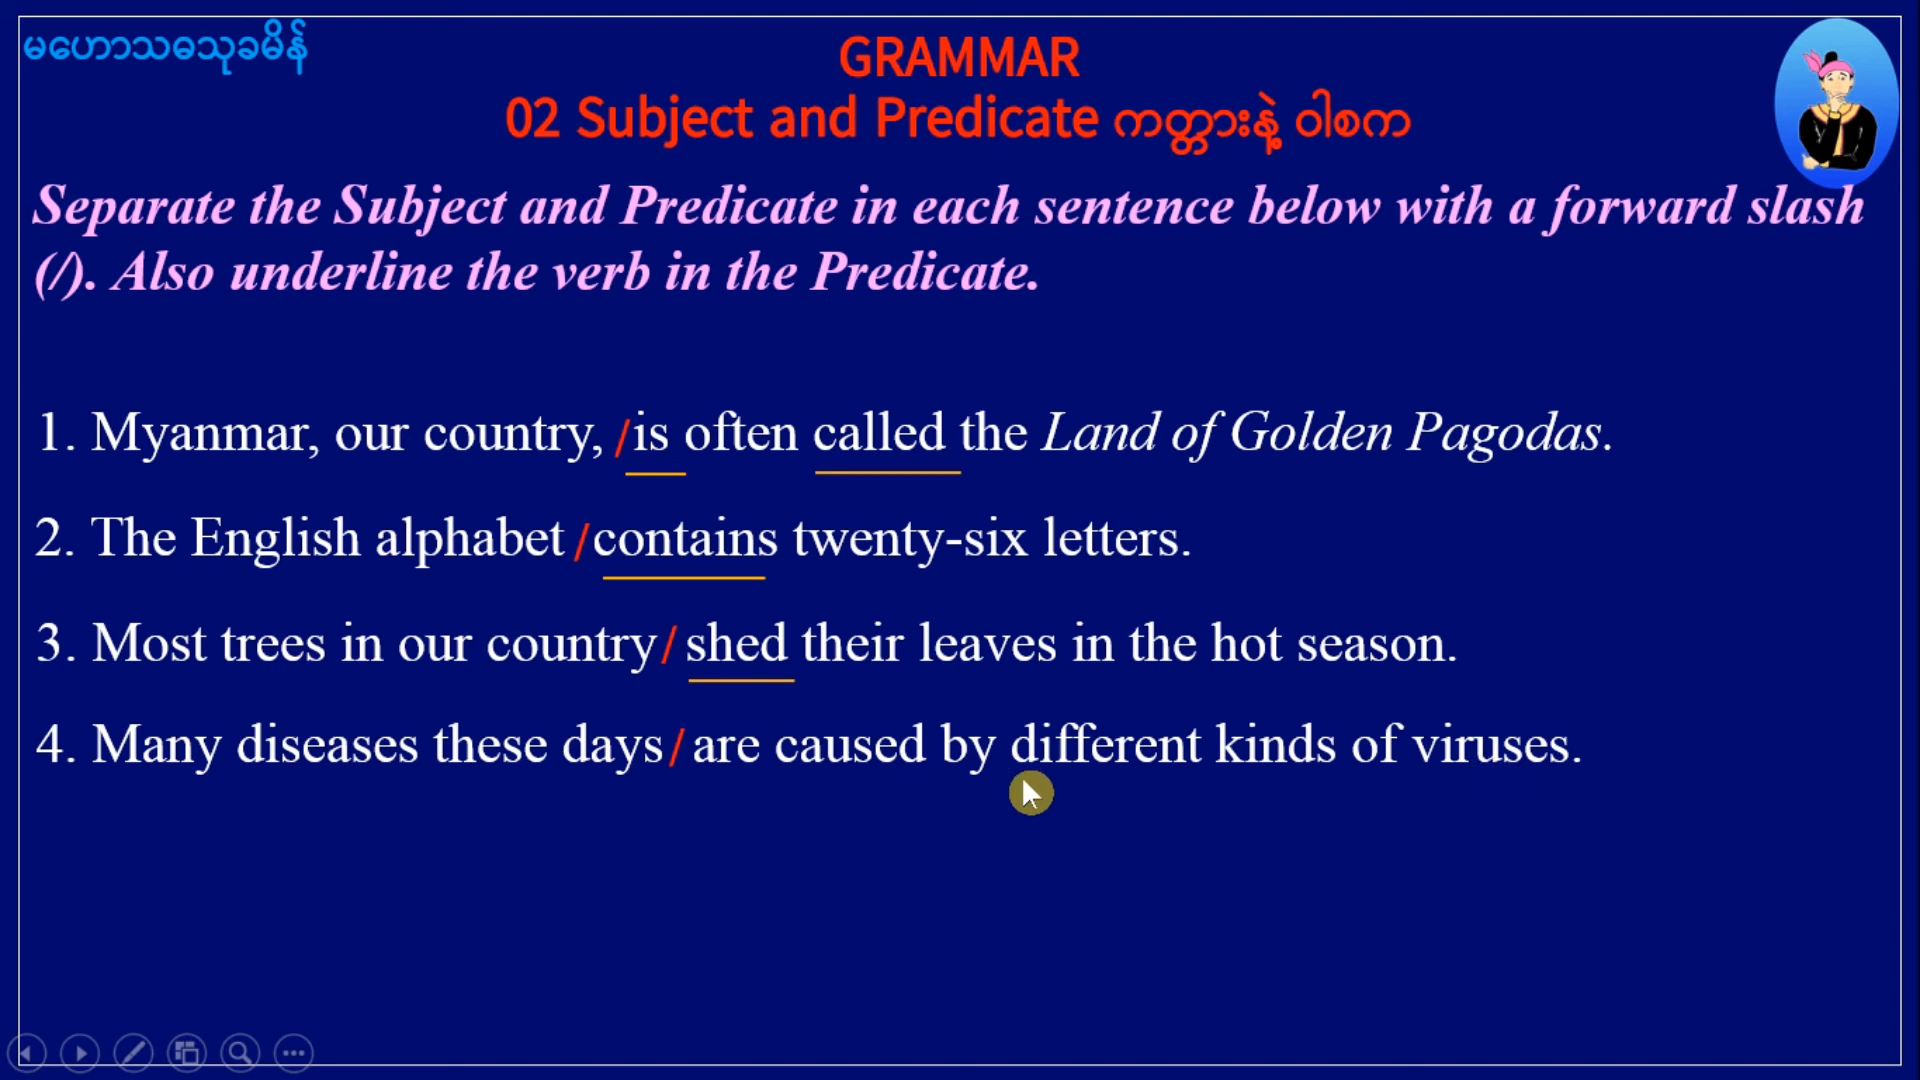 မဟောသဓသုခမိန်
GRAMMAR
02 Subject and Predicate ကတ္တားနဲ့ ဝါစက
Separate the Subject and Predicate in each sentence below with a forward slash
(/). Also underline the verb in the Predicate.
1. Myanmar, our country, /is often called the Land of Golden Pagodas.
2. The English alphabet /contains twenty-six letters.
3. Most trees in our country/ shed their leaves in the hot season.
4. Many diseases these days/ are caused by different kinds of viruses.